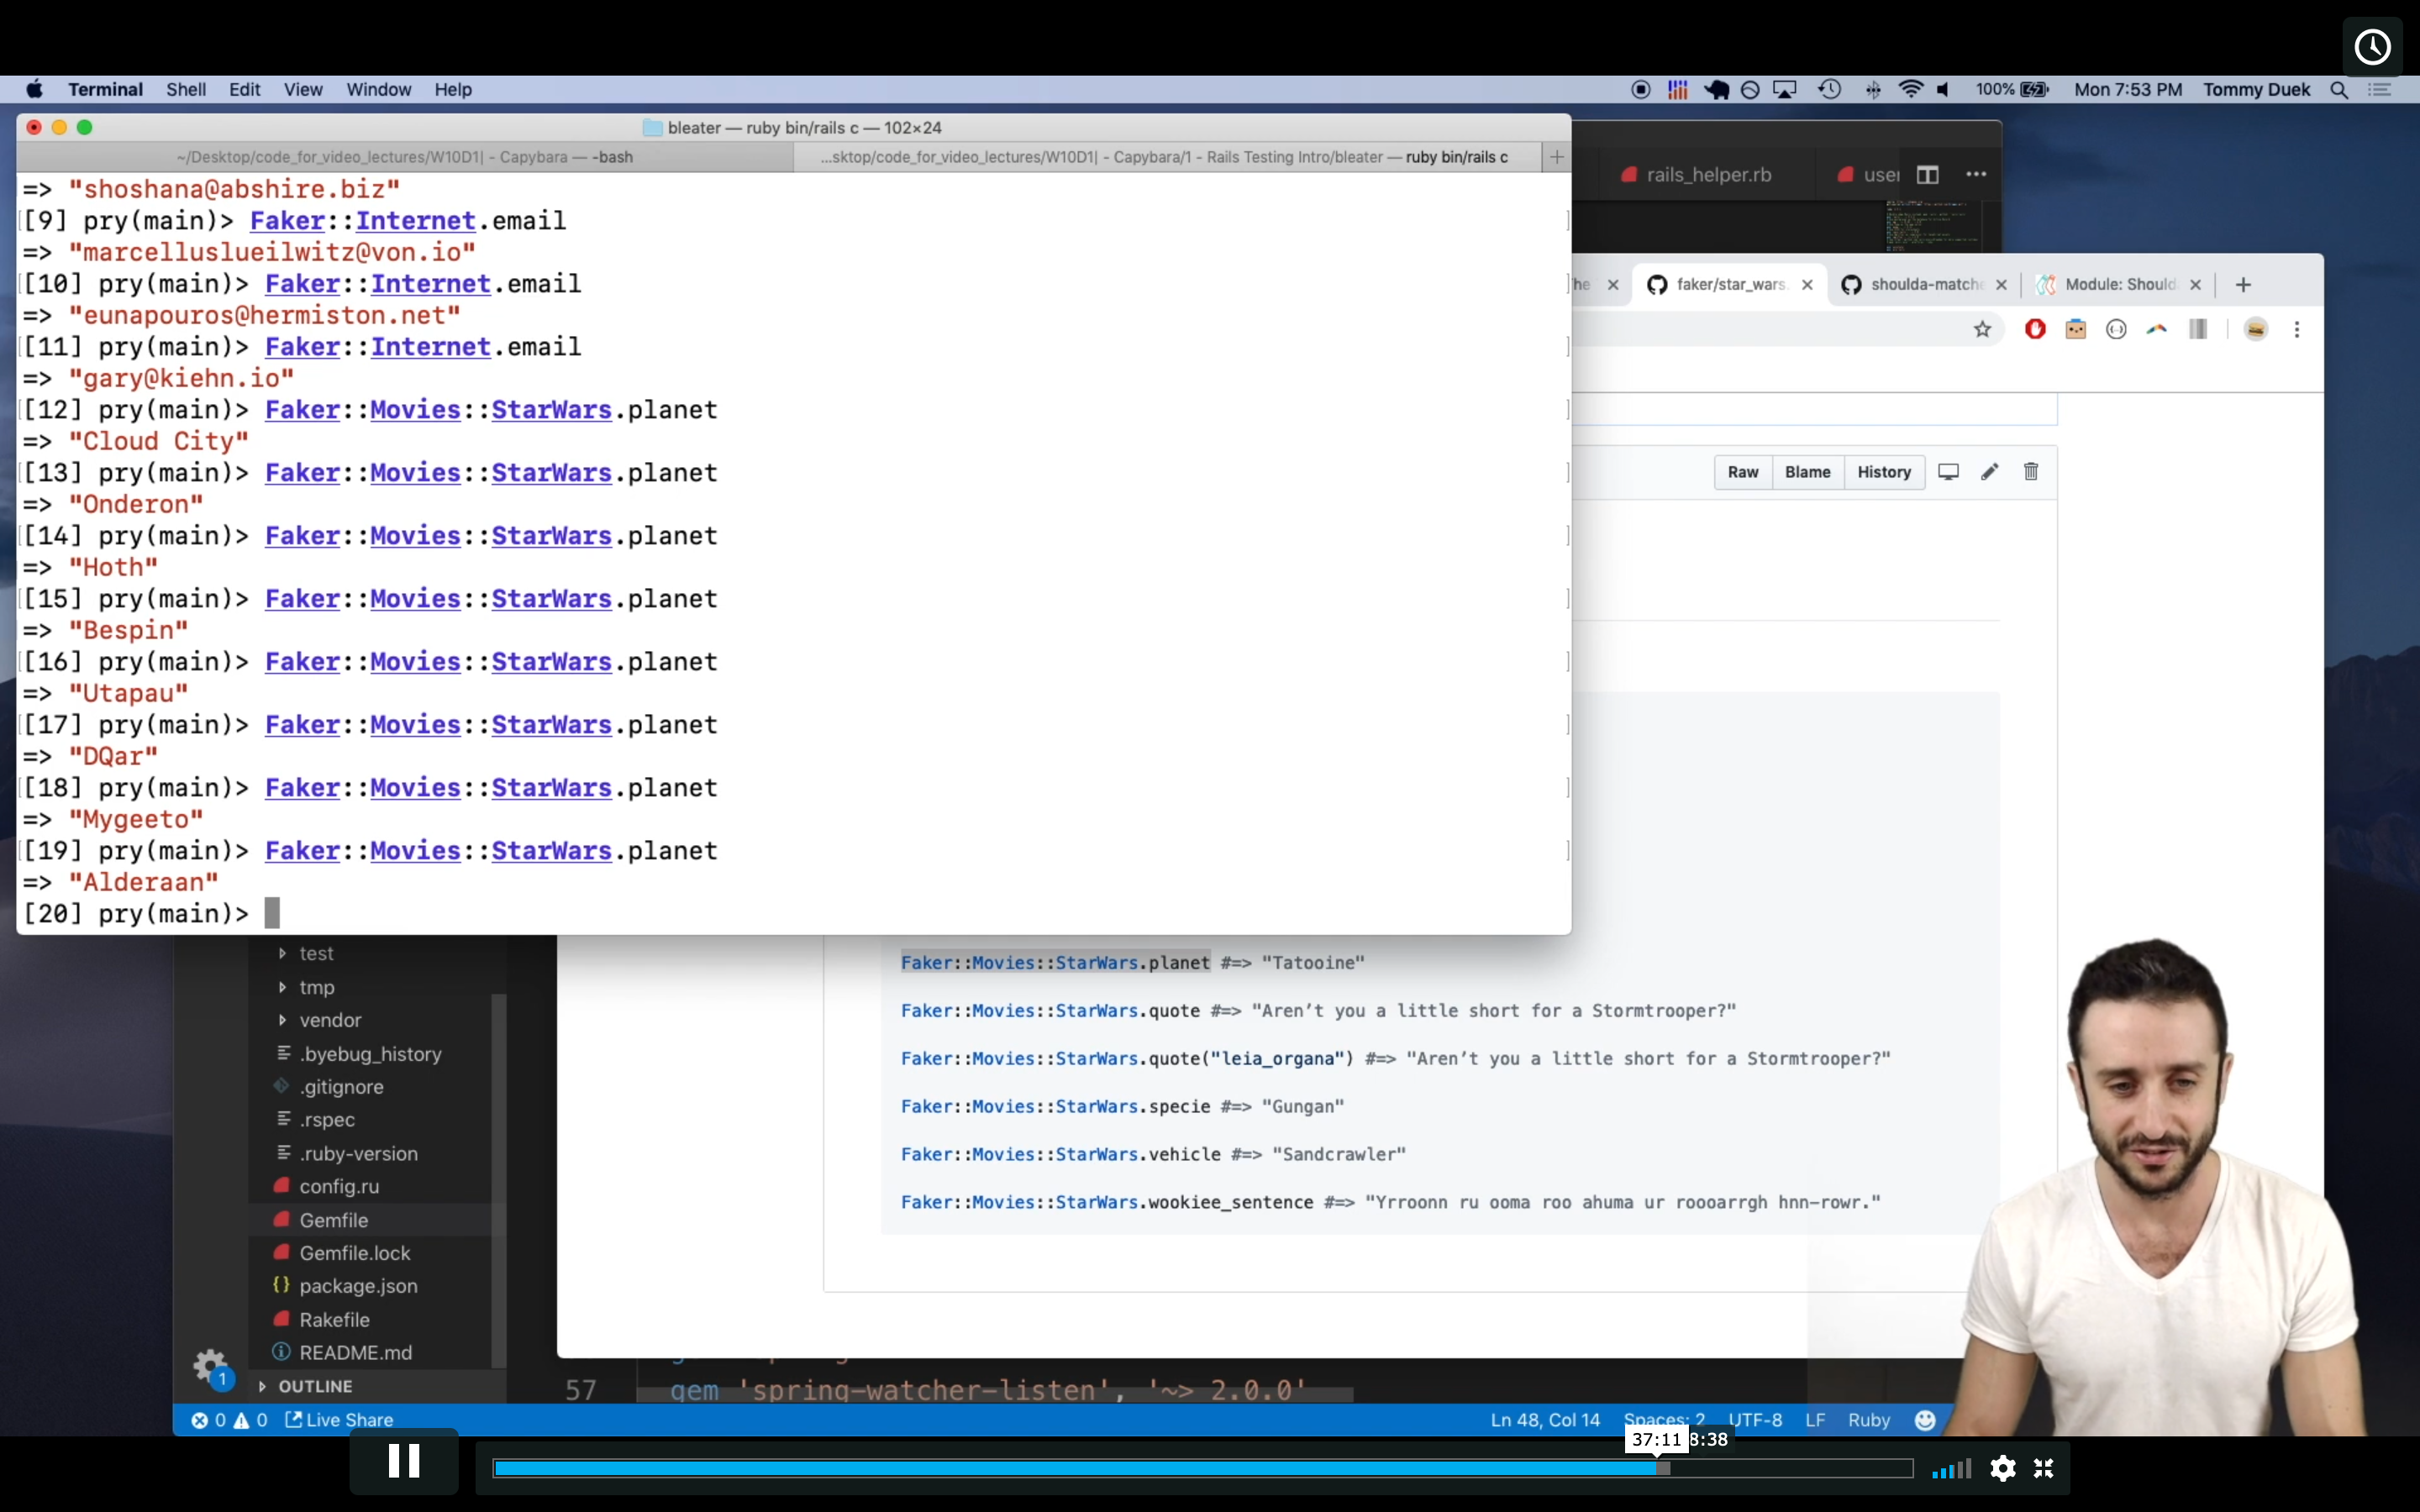 Terminal Shell Edit View Window Help 100% Mon 7:53 PM Tommy Duek
bleater — ruby bin/rails c — 102×24
~/Desktop/code_for_video_lectures/W10D1| - Capybara — -bash
...sktop/code_for_video_lectures/W10D1| - Capybara/1 - Rails Testing Intro/bleater — ruby bin/rails c
=> "shoshana@abshire.biz"
[9] pry(main)> Faker::Internet.email
=> "marcelluslueilwitz@von.io"
[10] pry(main)> Faker::Internet.email
=> "eunapouros@hermiston.net"
[11] pry(main)> Faker::Internet.email
=> "gary@kiehn.io"
[12] pry(main)> Faker::Movies::StarWars.planet
=> "Cloud City"
[13] pry(main)> Faker::Movies::StarWars.planet
=> "Onderon"
[14] pry(main)> Faker::Movies::StarWars.planet
=> "Hoth"
[15] pry(main)> Faker::Movies::StarWars.planet
=> "Bespin"
[16] pry(main)> Faker::Movies::StarWars.planet
=> "Utapau"
[17] pry(main)> Faker::Movies::StarWars.planet
=> "DQar"
[18] pry(main)> Faker::Movies::StarWars.planet
=> "Mygeeto"
[19] pry(main)> Faker::Movies::StarWars.planet
=> "Alderaan"
[20] pry(main)>
rails_helper.rb user
he faker/star_wars. shoulda-matche Module: Should
Raw Blame History
Faker::Movies::StarWars.planet #=> "Tatooine"
Faker::Movies::StarWars.quote #=> "Aren’t you a little short for a Stormtrooper?"
Faker::Movies::StarWars.quote("leia_organa") #=> "Aren’t you a little short for a Stormtrooper?"
Faker::Movies::StarWars.specie #=> "Gungan"
Faker::Movies::StarWars.vehicle #=> "Sandcrawler"
Faker::Movies::StarWars.wookiee_sentence #=> "Yrroonn ru ooma roo ahuma ur roooarrgh hnn-rowr."
test
tmp
vendor
.byebug_history
.gitignore
.rspec
.ruby-version
config.ru
Gemfile
Gemfile.lock
package.json
Rakefile
README.md
1
OUTLINE
57 gem 'spring-watcher-listen', '~> 2.0.0'
0 0 Live Share Ln 48, Col 14 Spaces: 2 UTF-8 LF Ruby
37:11 8:38